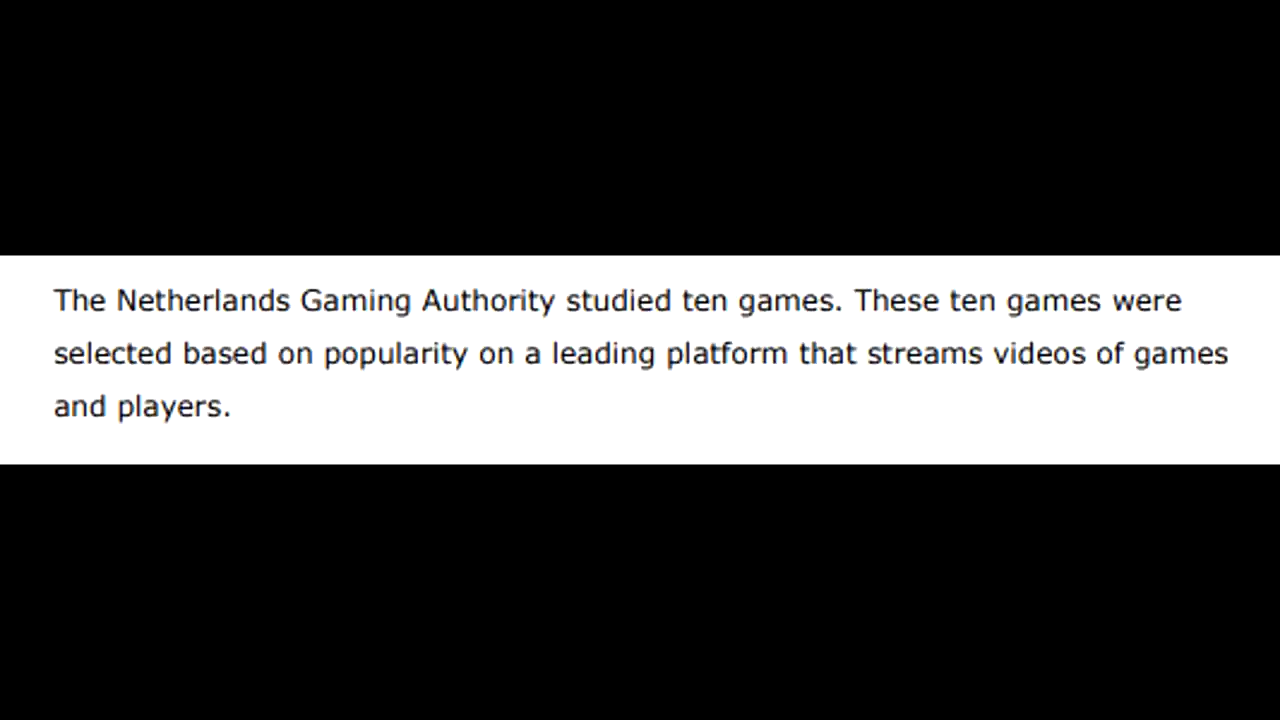 The Netherlands Gaming Authority studied ten games. These ten games were
selected based on popularity on a leading platform that streams videos of games
and players.